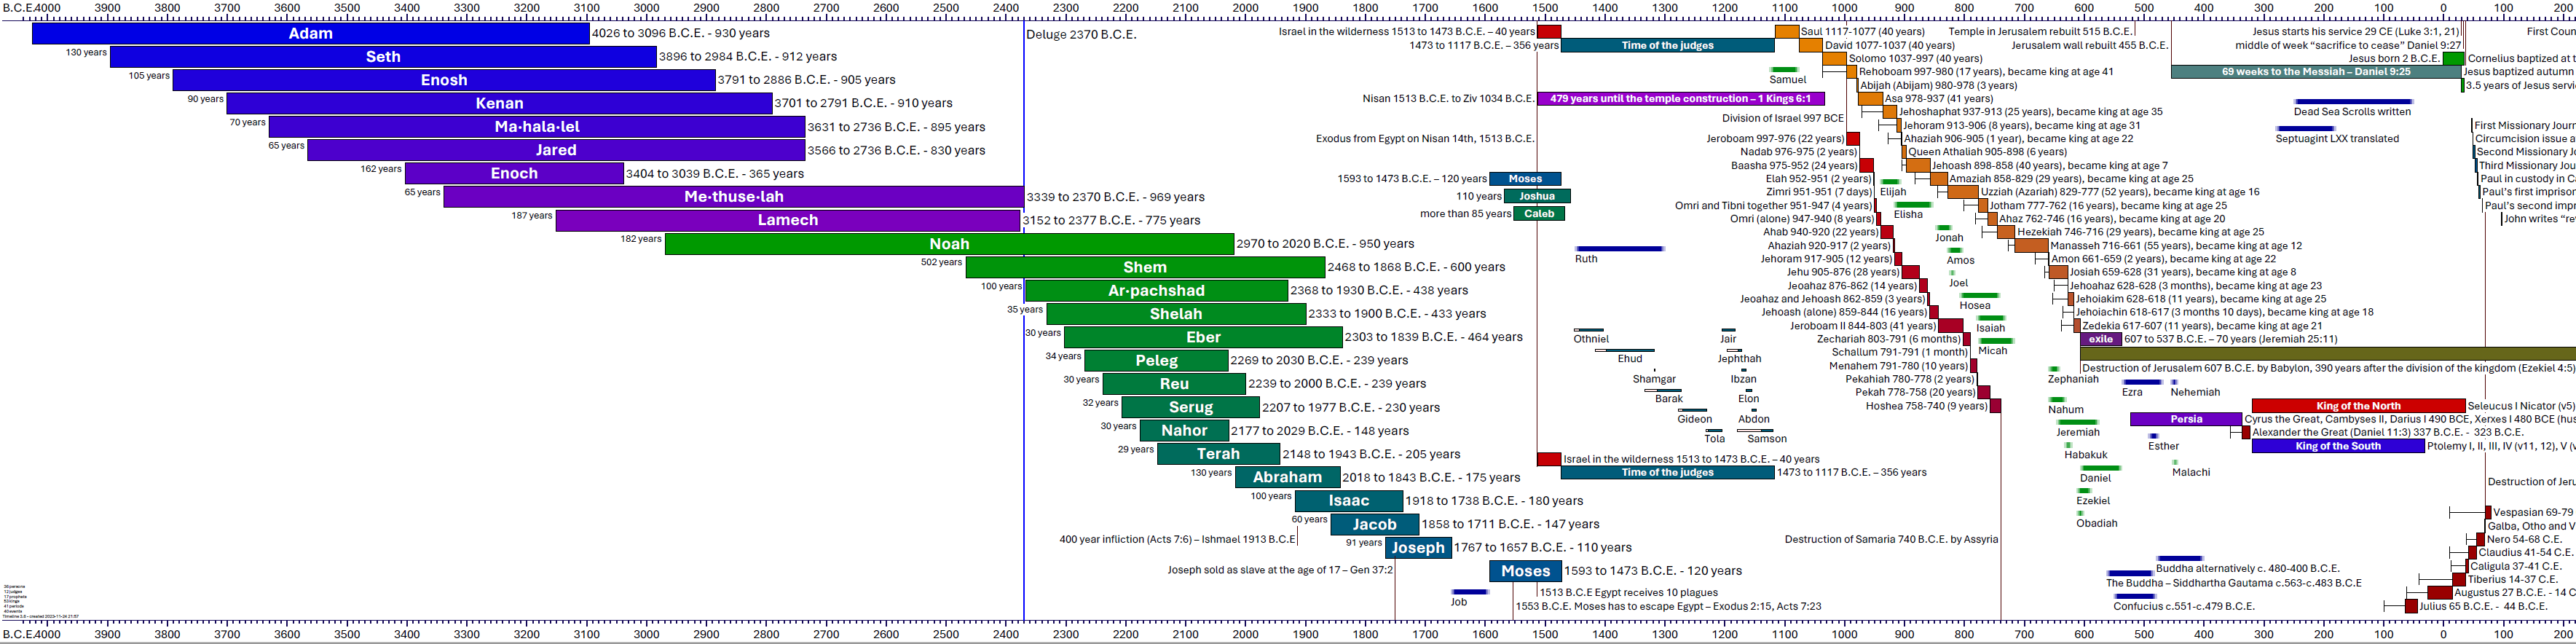 B.C.E.4000 3900 3800 3700 3600 3500 3400 3300 3200 3100 3000 2900 2800 2700 2600 2500 2400 2300 2200 2100 2000 1900 1800 1700 1600 1500 1400 1300 1200 1100 1000 900 800 700 600 500 400 300 200 100 0 100 200
Adam 4026 to 3096 B.C.E. - 930 years
130 years Seth 3896 to 2984 B.C.E. - 912 years
105 years Enosh 3791 to 2886 B.C.E. - 905 years
90 years Kenan 3701 to 2791 B.C.E. - 910 years
70 years Ma·hala·lel 3631 to 2736 B.C.E. - 895 years
65 years Jared 3566 to 2736 B.C.E. - 830 years
162 years Enoch 3404 to 3039 B.C.E. - 365 years
65 years Me·thuse·lah 3339 to 2370 B.C.E. - 969 years
187 years Lamech 3152 to 2377 B.C.E. - 775 years
182 years Noah 2970 to 2020 B.C.E. - 950 years
502 years Shem 2468 to 1868 B.C.E. - 600 years
100 years Ar·pachshad 2368 to 1930 B.C.E. - 438 years
35 years Shelah 2333 to 1900 B.C.E. - 433 years
30 years Eber 2303 to 1839 B.C.E. - 464 years
34 years Peleg 2269 to 2030 B.C.E. - 239 years
30 years Reu 2239 to 2000 B.C.E. - 239 years
32 years Serug 2207 to 1977 B.C.E. - 230 years
30 years Nahor 2177 to 2029 B.C.E. - 148 years
29 years Terah 2148 to 1943 B.C.E. - 205 years
130 years Abraham 2018 to 1843 B.C.E. - 175 years
100 years Isaac 1918 to 1738 B.C.E. - 180 years
60 years Jacob 1858 to 1711 B.C.E. - 147 years
91 years Joseph 1767 to 1657 B.C.E. - 110 years
Moses 1593 to 1473 B.C.E. - 120 years
Deluge 2370 B.C.E.
400 year infliction (Acts 7:6) – Ishmael 1913 B.C.E
Joseph sold as slave at the age of 17 – Gen 37:2
Job
1513 B.C.E Egypt receives 10 plagues
1553 B.C.E. Moses has to escape Egypt – Exodus 2:15, Acts 7:23
Israel in the wilderness 1513 to 1473 B.C.E. – 40 years
1473 to 1117 B.C.E. – 356 years Time of the judges
Samuel
Nisan 1513 B.C.E. to Ziv 1034 B.C.E. 479 years until the temple construction – 1 Kings 6:1
Division of Israel 997 BCE
Exodus from Egypt on Nisan 14th, 1513 B.C.E.
1593 to 1473 B.C.E. – 120 years Moses
110 years Joshua
more than 85 years Caleb
Ruth
Othniel
Ehud
Shamgar
Barak
Gideon
Tola
Jair
Jephthah
Ibzan
Elon
Abdon
Samson
Israel in the wilderness 1513 to 1473 B.C.E. – 40 years
Time of the judges 1473 to 1117 B.C.E. – 356 years
Saul 1117-1077 (40 years)
David 1077-1037 (40 years)
Solomo 1037-997 (40 years)
Rehoboam 997-980 (17 years), became king at age 41
Abijah (Abijam) 980-978 (3 years)
Asa 978-937 (41 years)
Jehoshaphat 937-913 (25 years), became king at age 35
Jehoram 913-906 (8 years), became king at age 31
Ahaziah 906-905 (1 year), became king at age 22
Queen Athaliah 905-898 (6 years)
Jehoash 898-858 (40 years), became king at age 7
Amaziah 858-829 (29 years), became king at age 25
Uzziah (Azariah) 829-777 (52 years), became king at age 16
Jotham 777-762 (16 years), became king at age 25
Ahaz 762-746 (16 years), became king at age 20
Hezekiah 746-716 (29 years), became king at age 25
Manasseh 716-661 (55 years), became king at age 12
Amon 661-659 (2 years), became king at age 22
Josiah 659-628 (31 years), became king at age 8
Jehoahaz 628-628 (3 months), became king at age 23
Jehoiakim 628-618 (11 years), became king at age 25
Jehoiachin 618-617 (3 months 10 days), became king at age 18
Zedekia 617-607 (11 years), became king at age 21
exile 607 to 537 B.C.E. – 70 years (Jeremiah 25:11)
Destruction of Jerusalem 607 B.C.E. by Babylon, 390 years after the division of the kingdom (Ezekiel 4:5)
Jeroboam 997-976 (22 years)
Nadab 976-975 (2 years)
Baasha 975-952 (24 years)
Elah 952-951 (2 years)
Zimri 951-951 (7 days)
Omri and Tibni together 951-947 (4 years)
Omri (alone) 947-940 (8 years)
Ahab 940-920 (22 years)
Ahaziah 920-917 (2 years)
Jehoram 917-905 (12 years)
Jehu 905-876 (28 years)
Jeoahaz 876-862 (14 years)
Jeoahaz and Jehoash 862-859 (3 years)
Jehoash (alone) 859-844 (16 years)
Jeroboam II 844-803 (41 years)
Zechariah 803-791 (6 months)
Schallum 791-791 (1 month)
Menahem 791-780 (10 years)
Pekahiah 780-778 (2 years)
Pekah 778-758 (20 years)
Hoshea 758-740 (9 years)
Destruction of Samaria 740 B.C.E. by Assyria
Elijah
Elisha
Jonah
Amos
Joel
Hosea
Isaiah
Micah
Zephaniah
Nahum
Jeremiah
Habakuk
Daniel
Ezekiel
Obadiah
Ezra
Nehemiah
Esther
Malachi
Temple in Jerusalem rebuilt 515 B.C.E.
Jerusalem wall rebuilt 455 B.C.E.
69 weeks to the Messiah – Daniel 9:25
Dead Sea Scrolls written
Septuagint LXX translated
Jesus starts his service 29 CE (Luke 3:1, 21)
middle of week "sacrifice to cease" Daniel 9:27
Jesus born 2 B.C.E.
First Coun
Cornelius baptized at t
Jesus baptized autumn
3.5 years of Jesus servi
First Missionary Journ
Circumcision issue a
Second Missionary Jo
Third Missionary Jou
Paul in custody in C
Paul's first imprison
Paul's second impr
John writes "re
King of the North Seleucus I Nicator (v5)
Persia Cyrus the Great, Cambyses II, Darius I 490 BCE, Xerxes I 480 BCE (hus
Alexander the Great (Daniel 11:3) 337 B.C.E. - 323 B.C.E.
King of the South Ptolemy I, II, III, IV (v11, 12), V (v
Destruction of Jeru
Vespasian 69-79
Galba, Otho and V
Nero 54-68 C.E.
Claudius 41-54 C.E.
Caligula 37-41 C.E.
Tiberius 14-37 C.E.
Augustus 27 B.C.E. - 14 C
Julius 65 B.C.E. - 44 B.C.E.
Buddha alternatively c. 480-400 B.C.E.
The Buddha – Siddhartha Gautama c.563-c.483 B.C.E
Confucius c.551-c.479 B.C.E.
B.C.E.4000 3900 3800 3700 3600 3500 3400 3300 3200 3100 3000 2900 2800 2700 2600 2500 2400 2300 2200 2100 2000 1900 1800 1700 1600 1500 1400 1300 1200 1100 1000 900 800 700 600 500 400 300 200 100 0 100 200